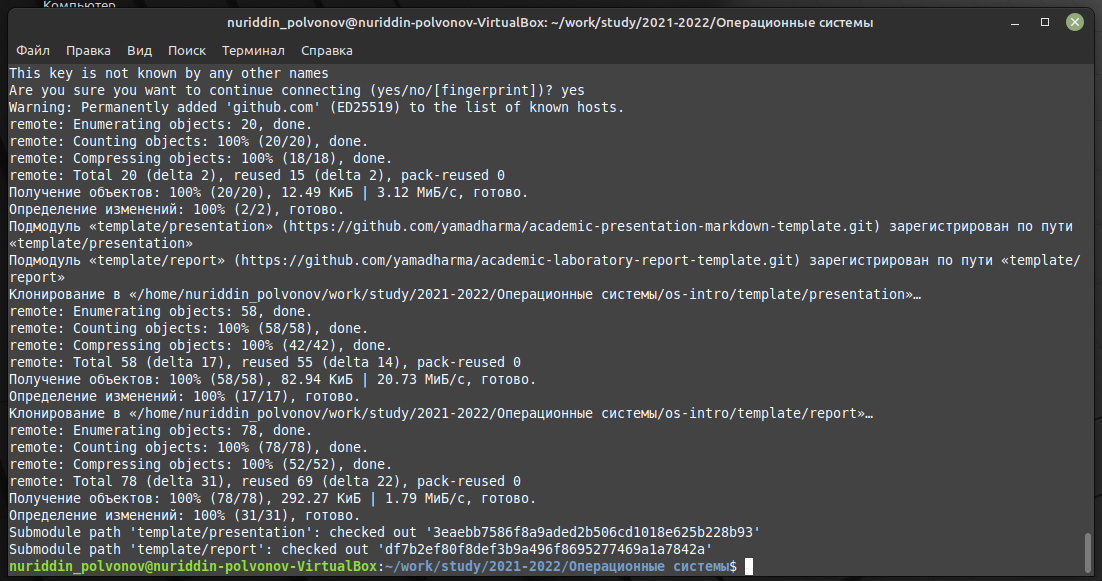 Компьютер
nuriddin_polvonov@nuriddin-polvonov-VirtualBox: ~/work/study/2021-2022/Операционные системы
Файл Правка Вид Поиск Терминал Справка
This key is not known by any other names
Are you sure you want to continue connecting (yes/no/[fingerprint])? yes
Warning: Permanently added 'github.com' (ED25519) to the list of known hosts.
remote: Enumerating objects: 20, done.
remote: Counting objects: 100% (20/20), done.
remote: Compressing objects: 100% (18/18), done.
remote: Total 20 (delta 2), reused 15 (delta 2), pack-reused 0
Получение объектов: 100% (20/20), 12.49 КиБ | 3.12 МиБ/с, готово.
Определение изменений: 100% (2/2), готово.
Подмодуль «template/presentation» (https://github.com/yamadharma/academic-presentation-markdown-template.git) зарегистрирован по пути
«template/presentation»
Подмодуль «template/report» (https://github.com/yamadharma/academic-laboratory-report-template.git) зарегистрирован по пути «template/
report»
Клонирование в «/home/nuriddin_polvonov/work/study/2021-2022/Операционные системы/os-intro/template/presentation»…
remote: Enumerating objects: 58, done.
remote: Counting objects: 100% (58/58), done.
remote: Compressing objects: 100% (42/42), done.
remote: Total 58 (delta 17), reused 55 (delta 14), pack-reused 0
Получение объектов: 100% (58/58), 82.94 КиБ | 20.73 МиБ/с, готово.
Определение изменений: 100% (17/17), готово.
Клонирование в «/home/nuriddin_polvonov/work/study/2021-2022/Операционные системы/os-intro/template/report»…
remote: Enumerating objects: 78, done.
remote: Counting objects: 100% (78/78), done.
remote: Compressing objects: 100% (52/52), done.
remote: Total 78 (delta 31), reused 69 (delta 22), pack-reused 0
Получение объектов: 100% (78/78), 292.27 КиБ | 1.79 МиБ/с, готово.
Определение изменений: 100% (31/31), готово.
Submodule path 'template/presentation': checked out '3eaebb7586f8a9aded2b506cd1018e625b228b93'
Submodule path 'template/report': checked out 'df7b2ef80f8def3b9a496f8695277469a1a7842a'
nuriddin_polvonov@nuriddin-polvonov-VirtualBox:~/work/study/2021-2022/Операционные системы$